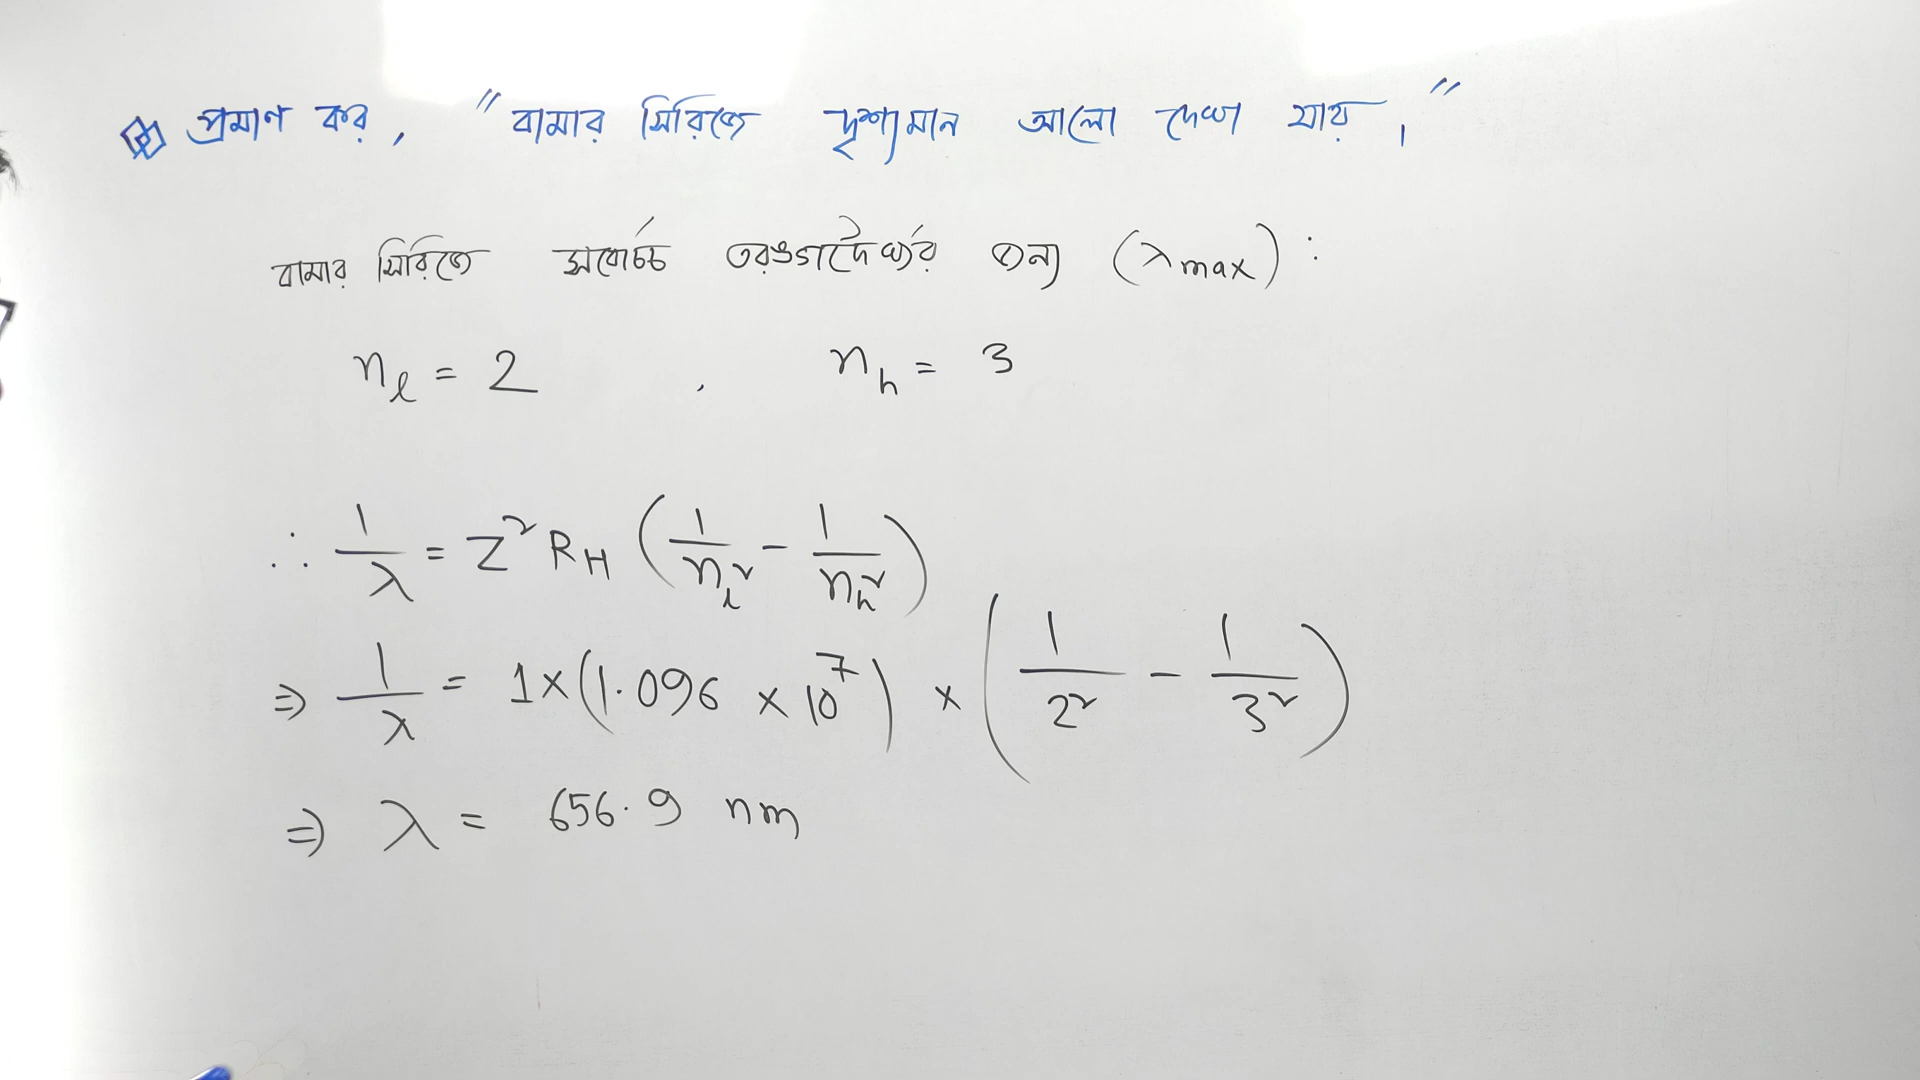 প্রমাণ কর, "বামার সিরিজে দৃশ্যমান আলো দেখা যায়।"
বামার সিরিজে সর্বোচ্চ তরঙ্গদৈর্ঘ্যের জন্য (λmax) :
nₗ = 2 , nₕ = 3
∴ 1/λ = Z² R_H (1/nₗ² - 1/nₕ²)
⇒ 1/λ = 1×(1.096 × 10⁷) × (1/2² - 1/3²)
⇒ λ = 656.9 nm